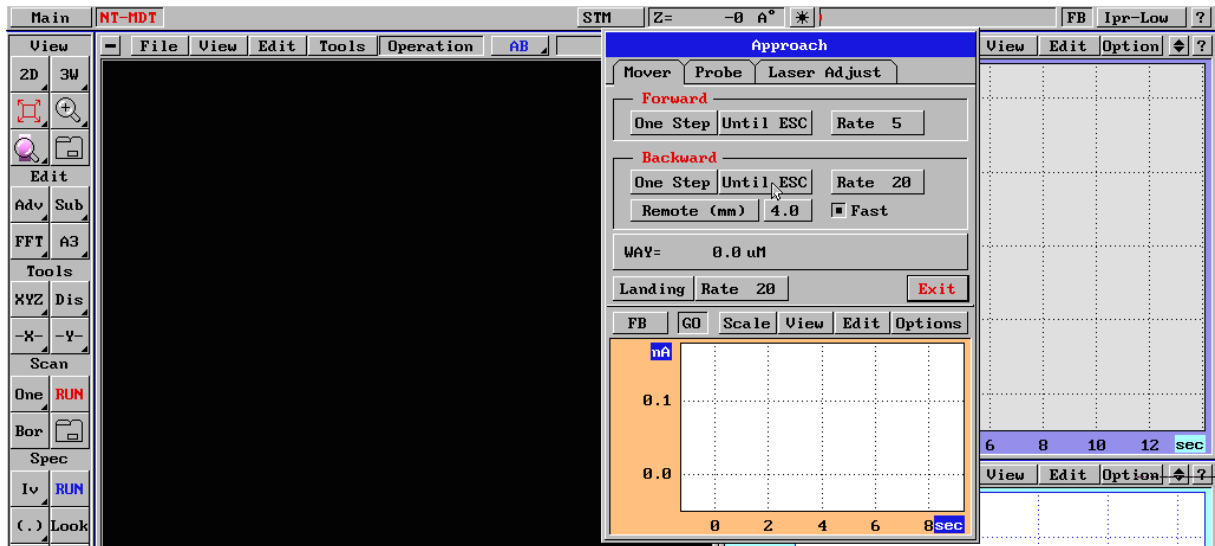 Main NT-MDT STM Z= -0 A° FB Ipr-Low ?
View - File View Edit Tools Operation AB View Edit Option ?
Approach
2D 3W
Mover Probe Laser Adjust
Forward
One Step Until ESC Rate 5
Backward
One Step Until ESC Rate 20
Remote (mm) 4.0 Fast
WAY= 0.0 uM
Landing Rate 20 Exit
FB GO Scale View Edit Options
nA
0.1
0.0
0 2 4 6 8 sec
Edit
Adv Sub
FFT A3
Tools
XYZ Dis
-X- -Y-
Scan
One RUN
Bor
Spec
Iv RUN
(.) Look
6 8 10 12 sec
View Edit Option ?